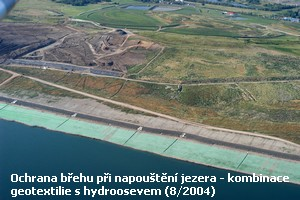 Ochrana břehu při napouštění jezera - kombinace
geotextilie s hydroosevem (8/2004)